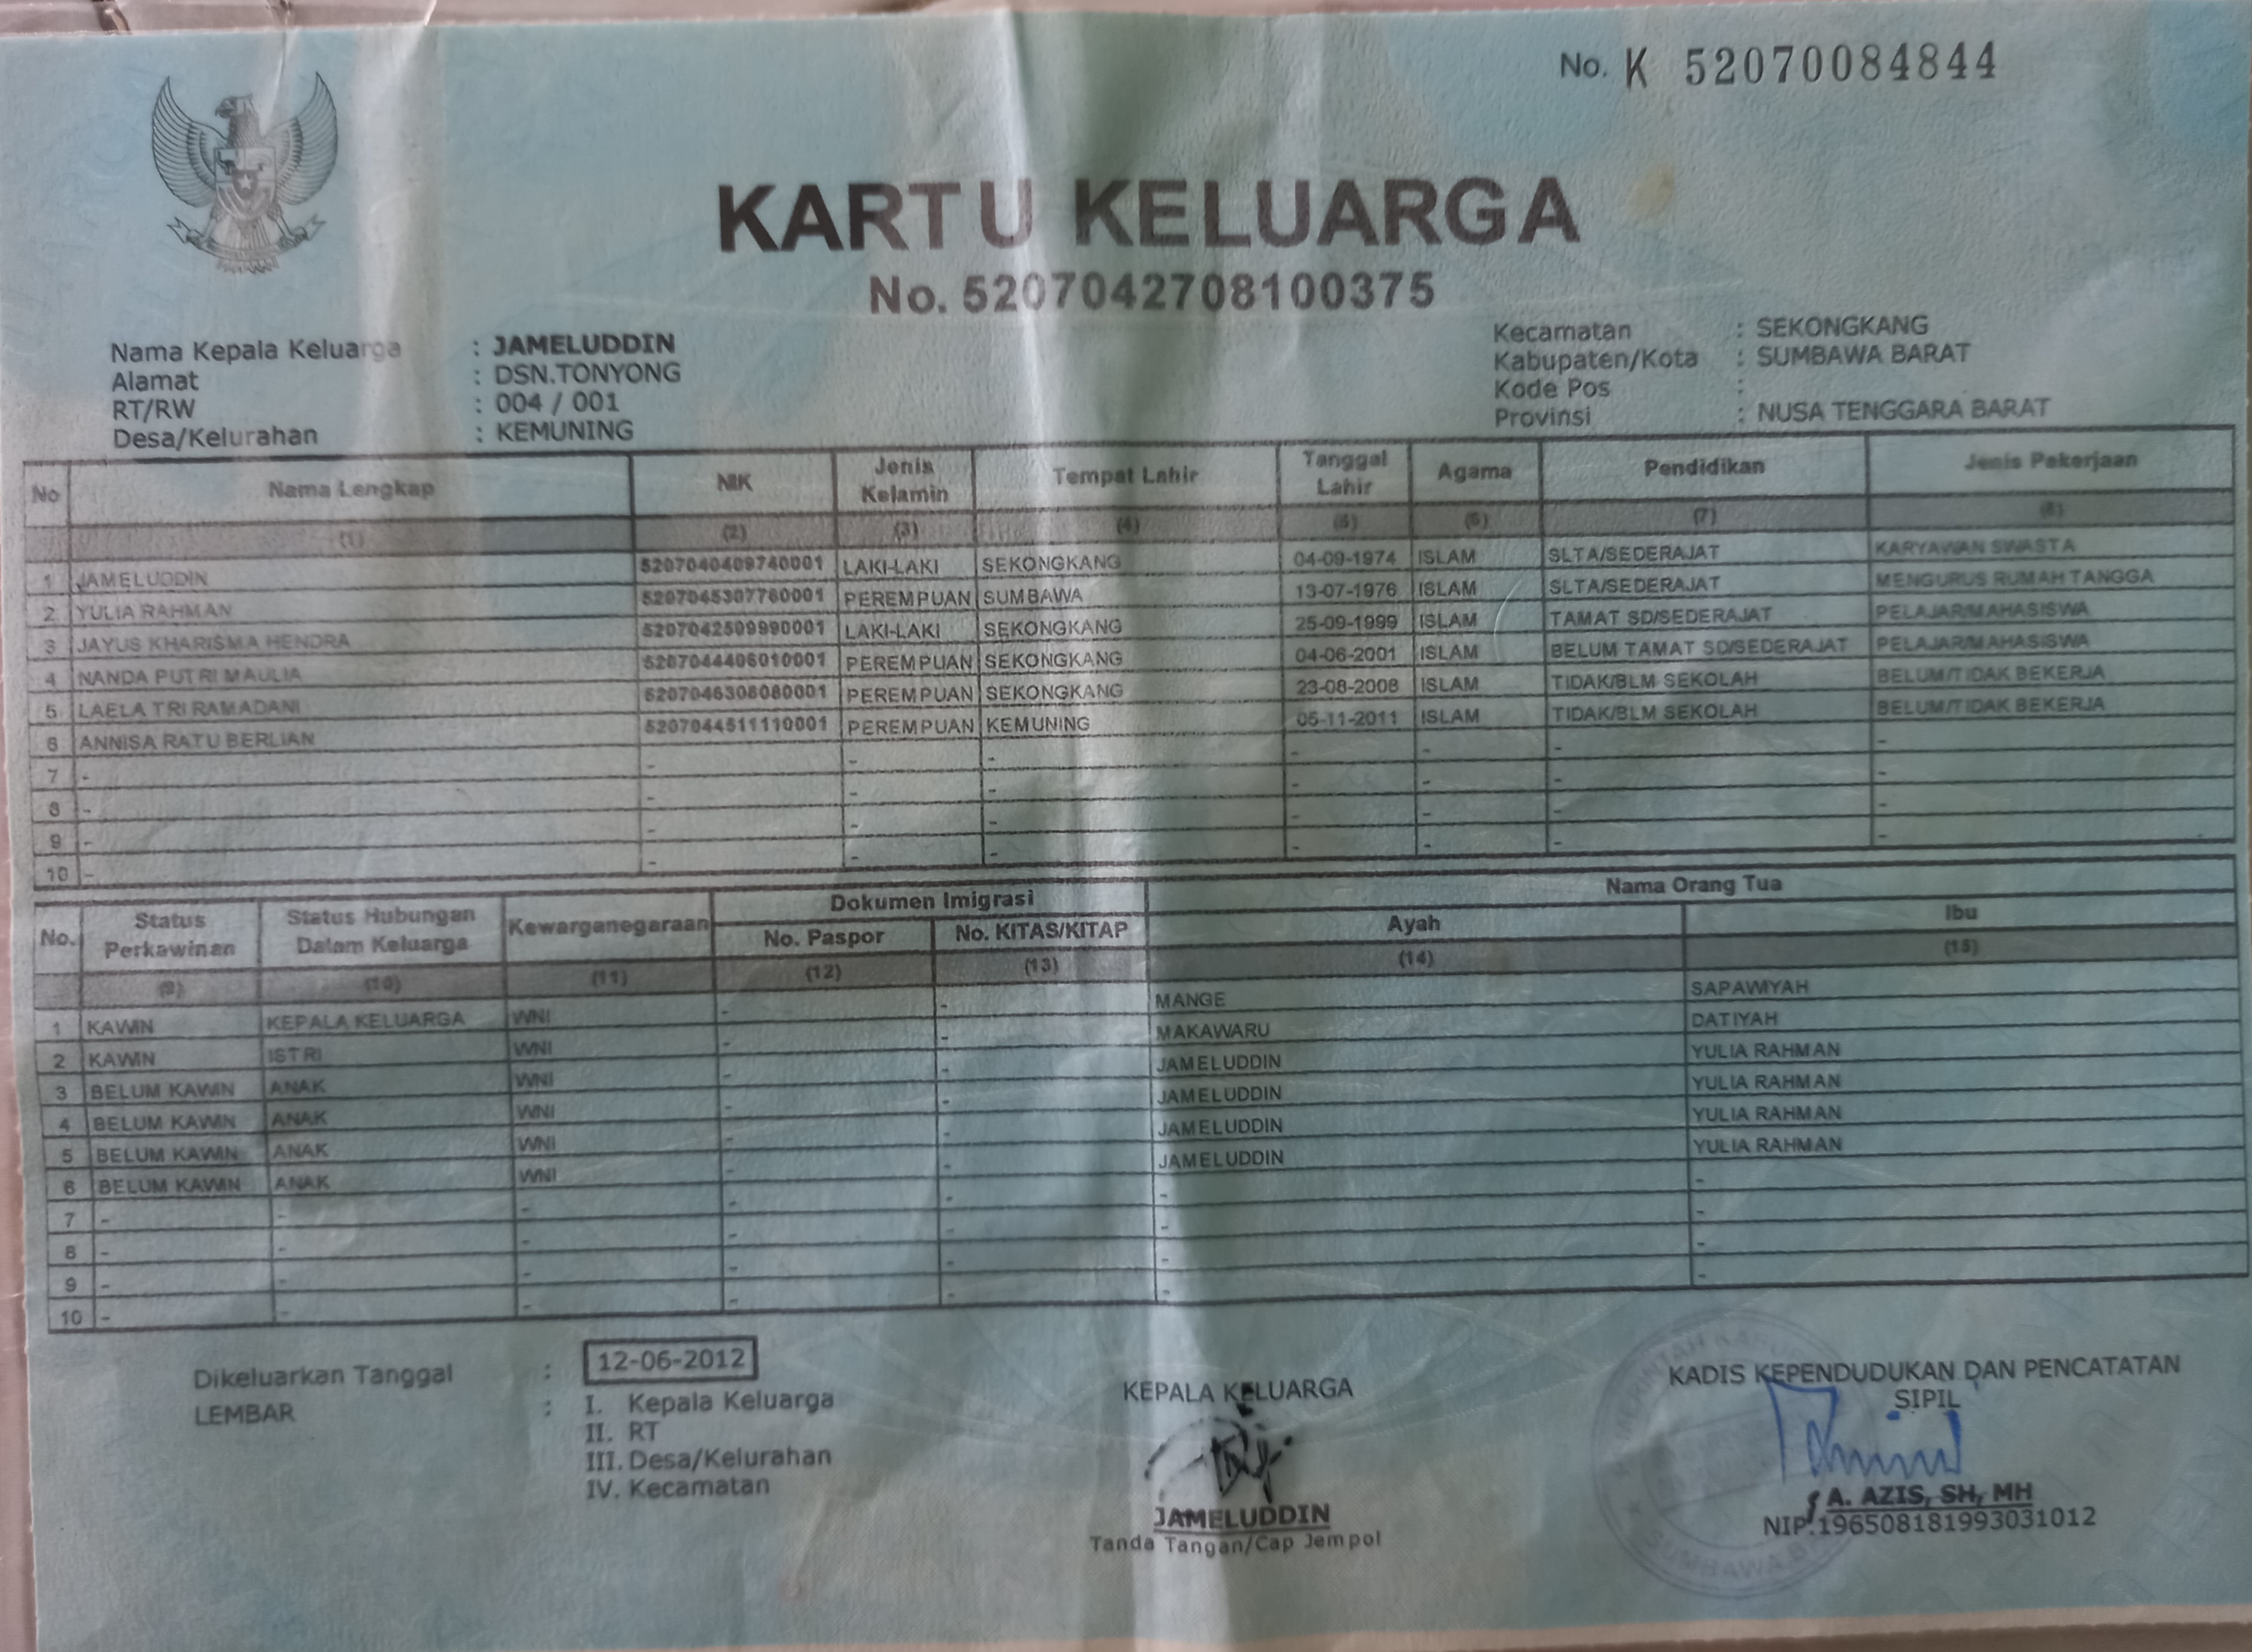 No. K 52070084844
KARTU KELUARGA
No. 5207042708100375
Nama Kepala Keluarga : JAMELUDDIN
Alamat : DSN.TONYONG
RT/RW : 004 / 001
Desa/Kelurahan : KEMUNING
Kecamatan : SEKONGKANG
Kabupaten/Kota : SUMBAWA BARAT
Kode Pos :
Provinsi : NUSA TENGGARA BARAT
No Nama Lengkap NIK Jenis Kelamin Tempat Lahir Tanggal Lahir Agama Pendidikan Jenis Pekerjaan
(1) (2) (3) (4) (5) (6) (7) (8)
1 JAMELUDDIN 5207040409740001 LAKI-LAKI SEKONGKANG 04-09-1974 ISLAM SLTA/SEDERAJAT KARYAWAN SWASTA
2 YULIA RAHMAN 5207045307760001 PEREMPUAN SUMBAWA 13-07-1976 ISLAM SLTA/SEDERAJAT MENGURUS RUMAH TANGGA
3 JAYUS KHARISMA HENDRA 5207042509990001 LAKI-LAKI SEKONGKANG 25-09-1999 ISLAM TAMAT SD/SEDERAJAT PELAJAR/MAHASISWA
4 NANDA PUTRI MAULIA 5207044406010001 PEREMPUAN SEKONGKANG 04-06-2001 ISLAM BELUM TAMAT SD/SEDERAJAT PELAJAR/MAHASISWA
5 LAELA TRI RAMADANI 5207046308080001 PEREMPUAN SEKONGKANG 23-08-2008 ISLAM TIDAK/BLM SEKOLAH BELUM/TIDAK BEKERJA
6 ANNISA RATU BERLIAN 5207044511110001 PEREMPUAN KEMUNING 05-11-2011 ISLAM TIDAK/BLM SEKOLAH BELUM/TIDAK BEKERJA
7 - - - - - - - -
8 - - - - - - - -
9 - - - - - - - -
10 - - - - - - - -
No. Status Perkawinan Status Hubungan Dalam Keluarga Kewarganegaraan Dokumen Imigrasi Nama Orang Tua
No. Paspor No. KITAS/KITAP Ayah Ibu
(9) (10) (11) (12) (13) (14) (15)
1 KAWIN KEPALA KELUARGA WNI - - MANGE SAPAWIYAH
2 KAWIN ISTRI WNI - - MAKAWARU DATIYAH
3 BELUM KAWIN ANAK WNI - - JAMELUDDIN YULIA RAHMAN
4 BELUM KAWIN ANAK WNI - - JAMELUDDIN YULIA RAHMAN
5 BELUM KAWIN ANAK WNI - - JAMELUDDIN YULIA RAHMAN
6 BELUM KAWIN ANAK WNI - - JAMELUDDIN YULIA RAHMAN
7 - - - - - - -
8 - - - - - - -
9 - - - - - - -
10 - - - - - - -
Dikeluarkan Tanggal : 12-06-2012
LEMBAR : I. Kepala Keluarga
II. RT
III. Desa/Kelurahan
IV. Kecamatan
KEPALA KELUARGA
JAMELUDDIN
Tanda Tangan/Cap Jempol
KADIS KEPENDUDUKAN DAN PENCATATAN
SIPIL
A. AZIS, SH, MH
NIP.196508181993031012